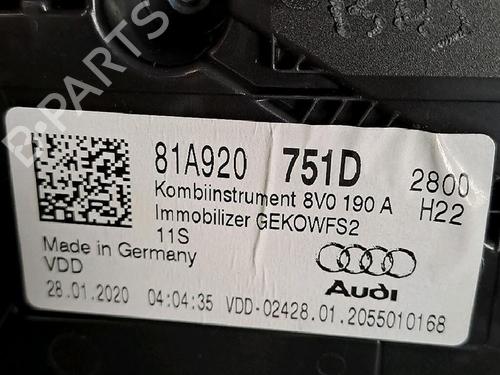 81A920 751D 2800
Kombiinstrument 8V0 190 A H22
Immobilizer GEKOWFS2
11S
Made in Germany
VDD
Audi
28.01.2020 04:04:35 VDD-02428.01.2055010168
B-PARTS